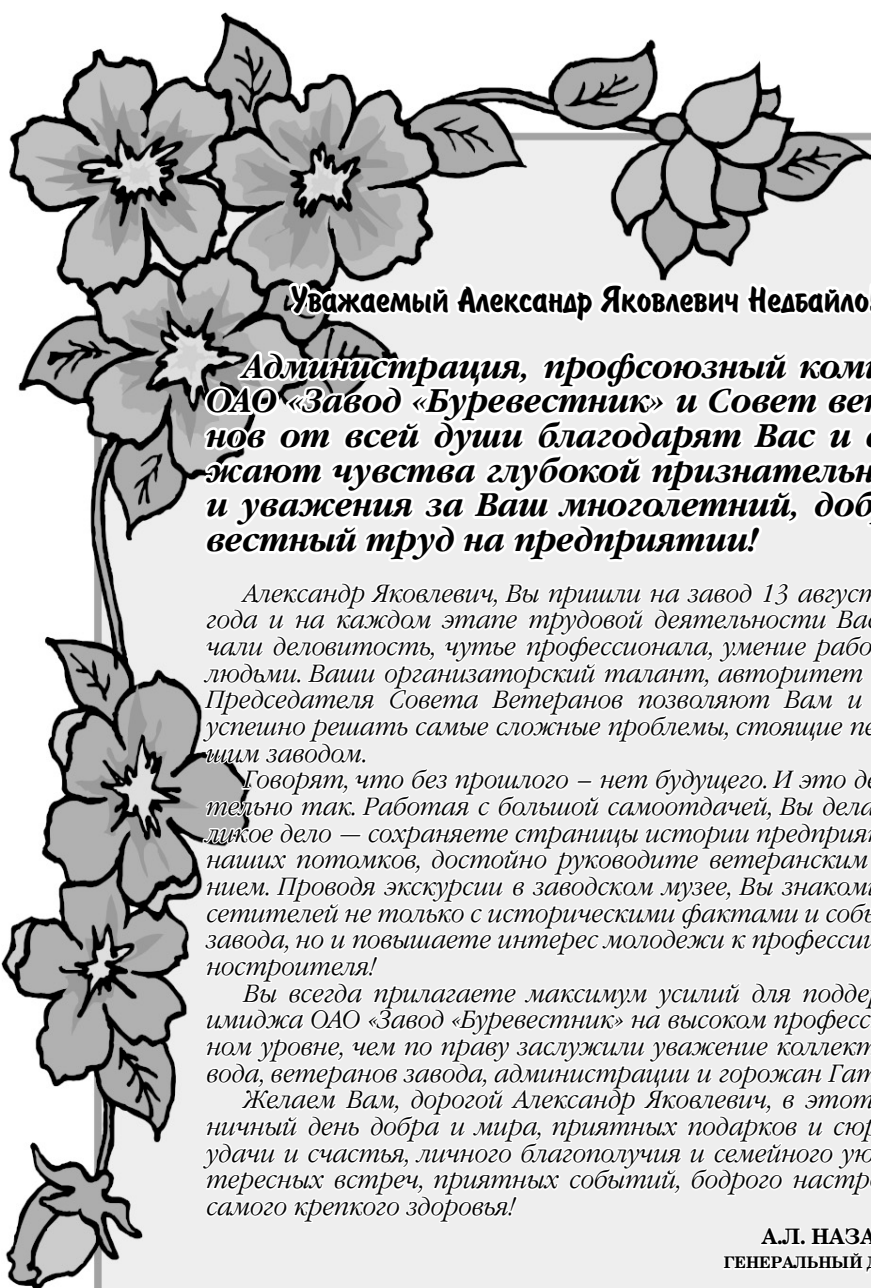 Уважаемый Александр Яковлевич Недбайло!
Администрация, профсоюзный коми
ОАО «Завод «Буревестник» и Совет вет
нов от всей души благодарят Вас и
жают чувства глубокой признательн
и уважения за Ваш многолетний, доб
вестный труд на предприятии!
Александр Яковлевич, Вы пришли на завод 13 август
года и на каждом этапе трудовой деятельности Вас
чали деловитость, чутье профессионала, умение рабо
людьми. Ваши организаторский талант, авторитет
Председателя Совета Ветеранов позволяют Вам и
успешно решать самые сложные проблемы, стоящие пе
шим заводом.
Говорят, что без прошлого – нет будущего. И это де
тельно так. Работая с большой самоотдачей, Вы дела
ликое дело — сохраняете страницы истории предприят
наших потомков, достойно руководите ветеранским
нием. Проводя экскурсии в заводском музее, Вы знаком
сетителей не только с историческими фактами и собы
завода, но и повышаете интерес молодежи к профессии
ностроителя!
Вы всегда прилагаете максимум усилий для поддер
имиджа ОАО «Завод «Буревестник» на высоком професс
ном уровне, чем по праву заслужили уважение коллект
вода, ветеранов завода, администрации и горожан Гат
Желаем Вам, дорогой Александр Яковлевич, в этот
ничный день добра и мира, приятных подарков и сюр
удачи и счастья, личного благополучия и семейного ую
тересных встреч, приятных событий, бодрого настр
самого крепкого здоровья!
А.Л. НАЗА
ГЕНЕРАЛЬНЫЙ Д